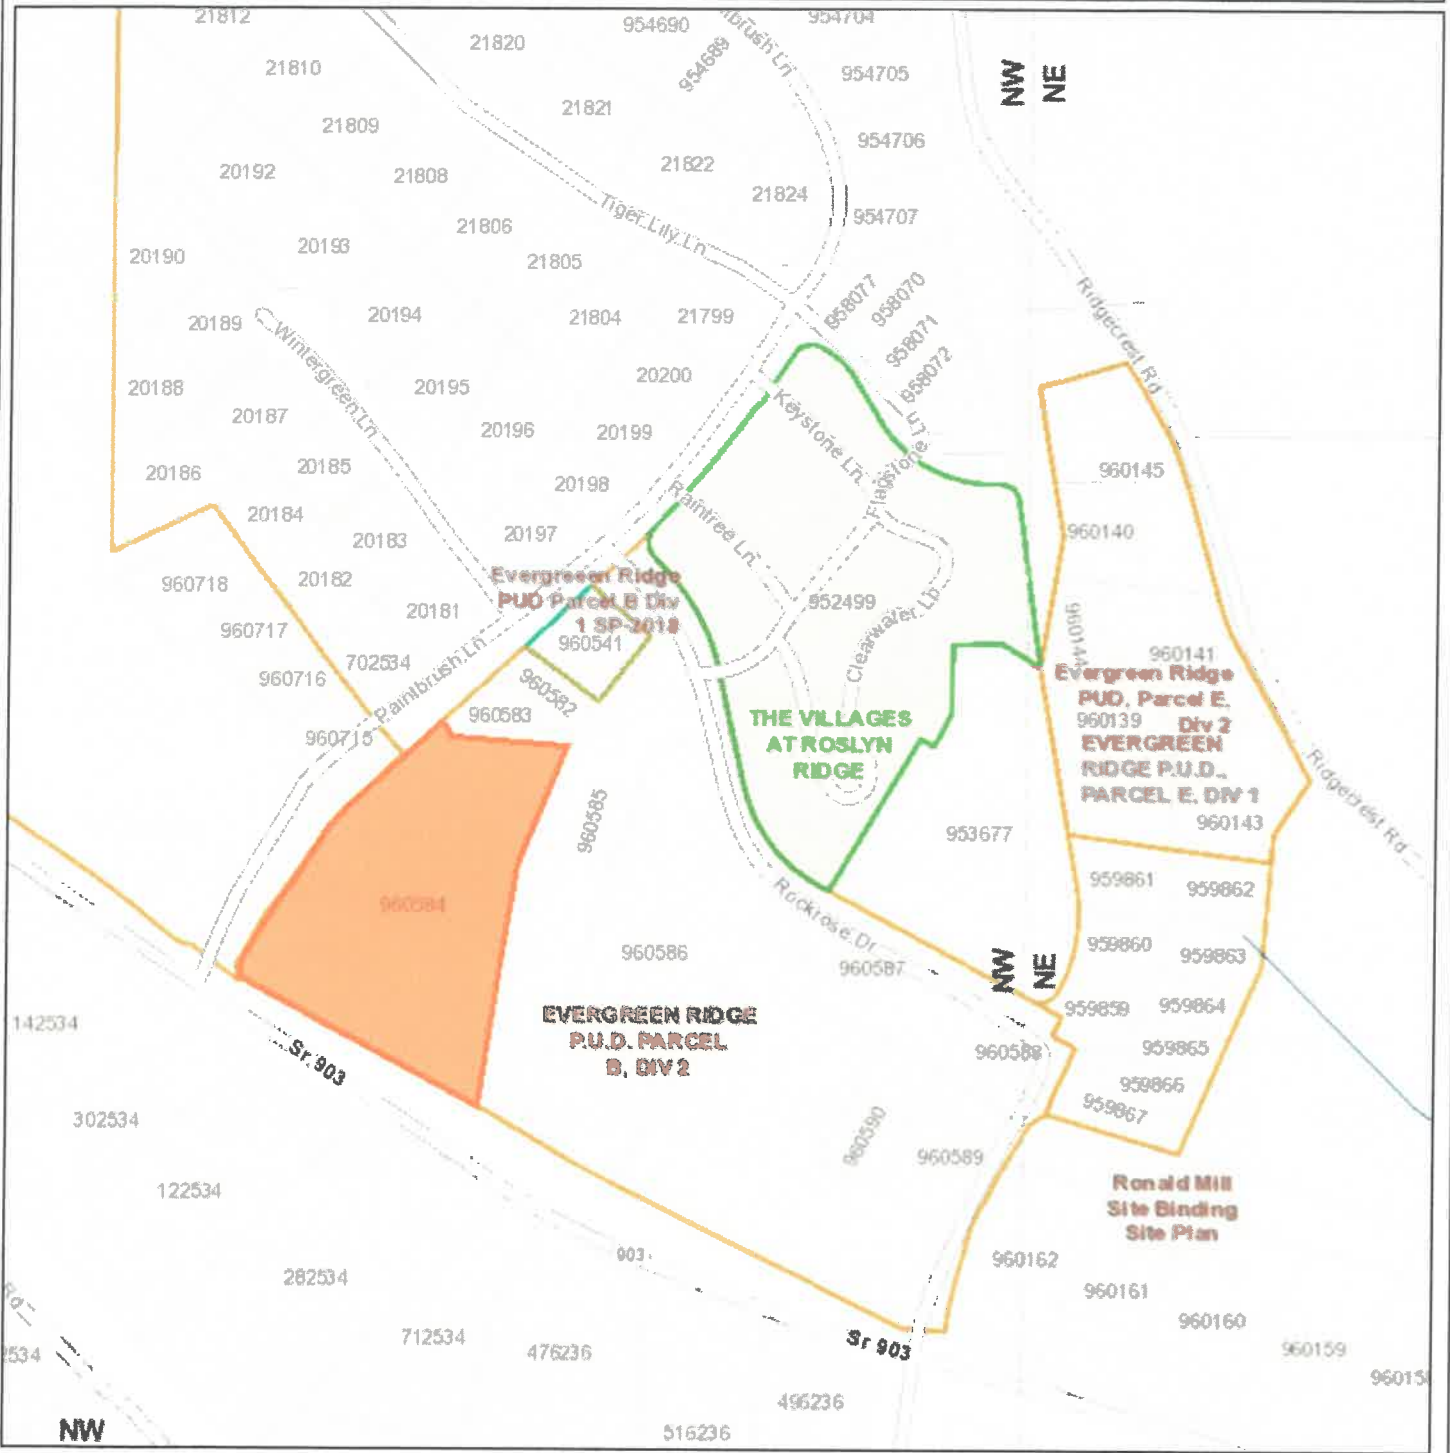 21812
954690
954704
21820
nbrush Ln
954689
21810
954705
NW
NE
21821
21809
954706
20192
21808
21822
21824
Tiger Lily Ln
954707
21806
20190
20193
21805
958077
958070
Ridgecrest Rd
20189
20194
21804
21799
958071
Wintergreen Ln
958072
20188
20195
20200
20187
Keystone Ln
20196
20199
Flagstone Ln
20186
20185
960145
20198
Raintree Ln
20184
20183
20197
960140
960718
20182
Evergreen Ridge
PUD Parcel B Div
1 SP-2018
20181
952499
Clearwater Lp
960717
960541
960144
702534
Paintbrush Ln
960716
960582
960141
Evergreen Ridge
PUD, Parcel E,
Div 2
960583
THE VILLAGES
AT ROSLYN
RIDGE
960139
960715
EVERGREEN
RIDGE P.U.D.,
PARCEL E, DIV 1
Ridgecrest Rd
960585
953677
960143
959861
959862
960584
Rockrose Dr
960586
959860
959863
960587
NW
NE
142534
EVERGREEN RIDGE
P.U.D. PARCEL
B, DIV 2
959859
959864
Sr 903
960588
959865
959866
302534
959867
960590
960589
122534
Ronald Mill
Site Binding
Site Plan
903
960162
282534
960161
Rd
960160
712534
2534
476236
Sr 903
960159
96015
496236
NW
516236